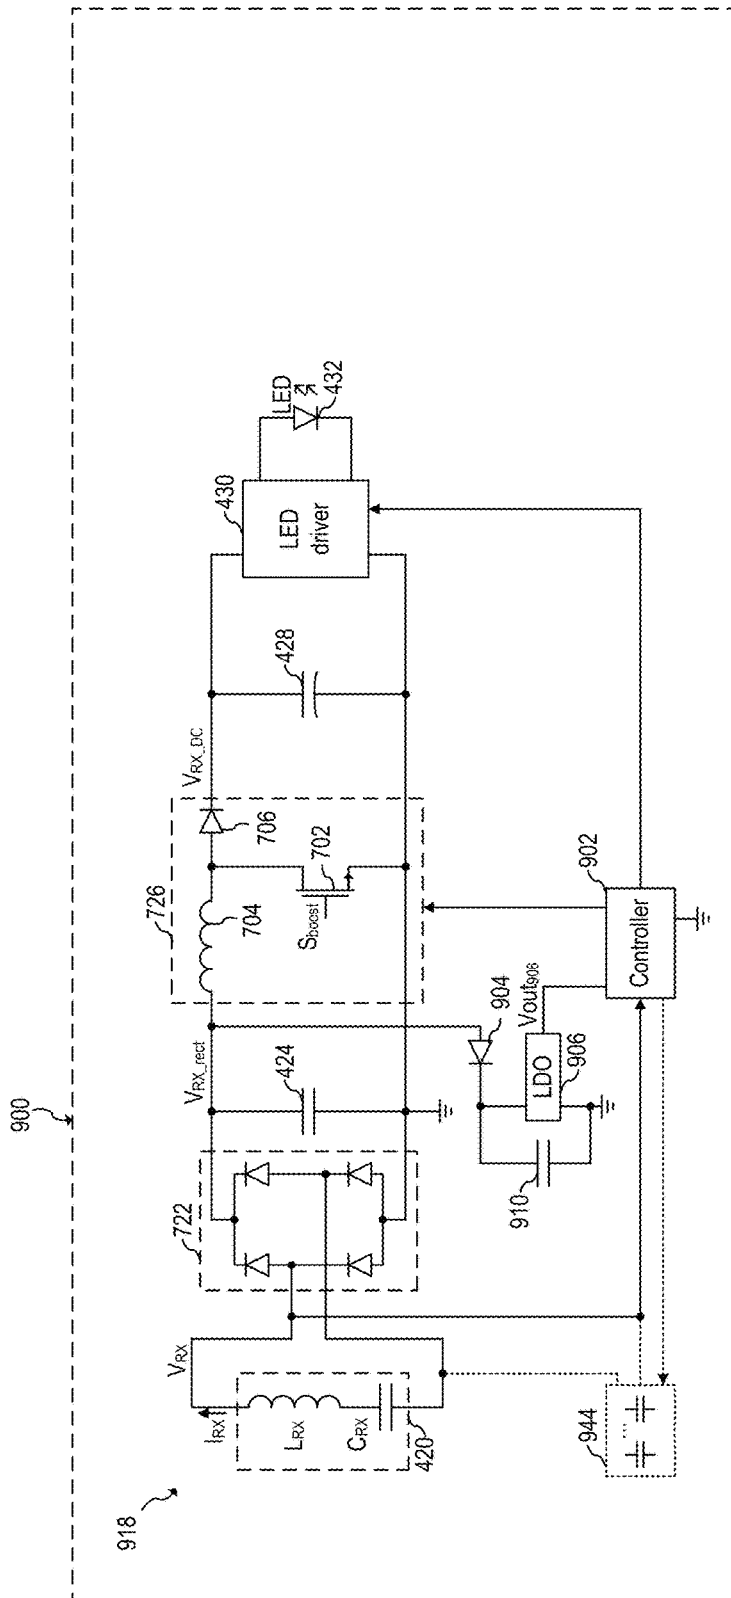 900
918
I_RX
V_RX
L_RX
C_RX
420
944
722
V_RX_rect
424
910
LDO
906
Vout_906
904
726
704
S_boost
702
706
V_RX_DC
428
Controller
902
LED
driver
430
LED
432